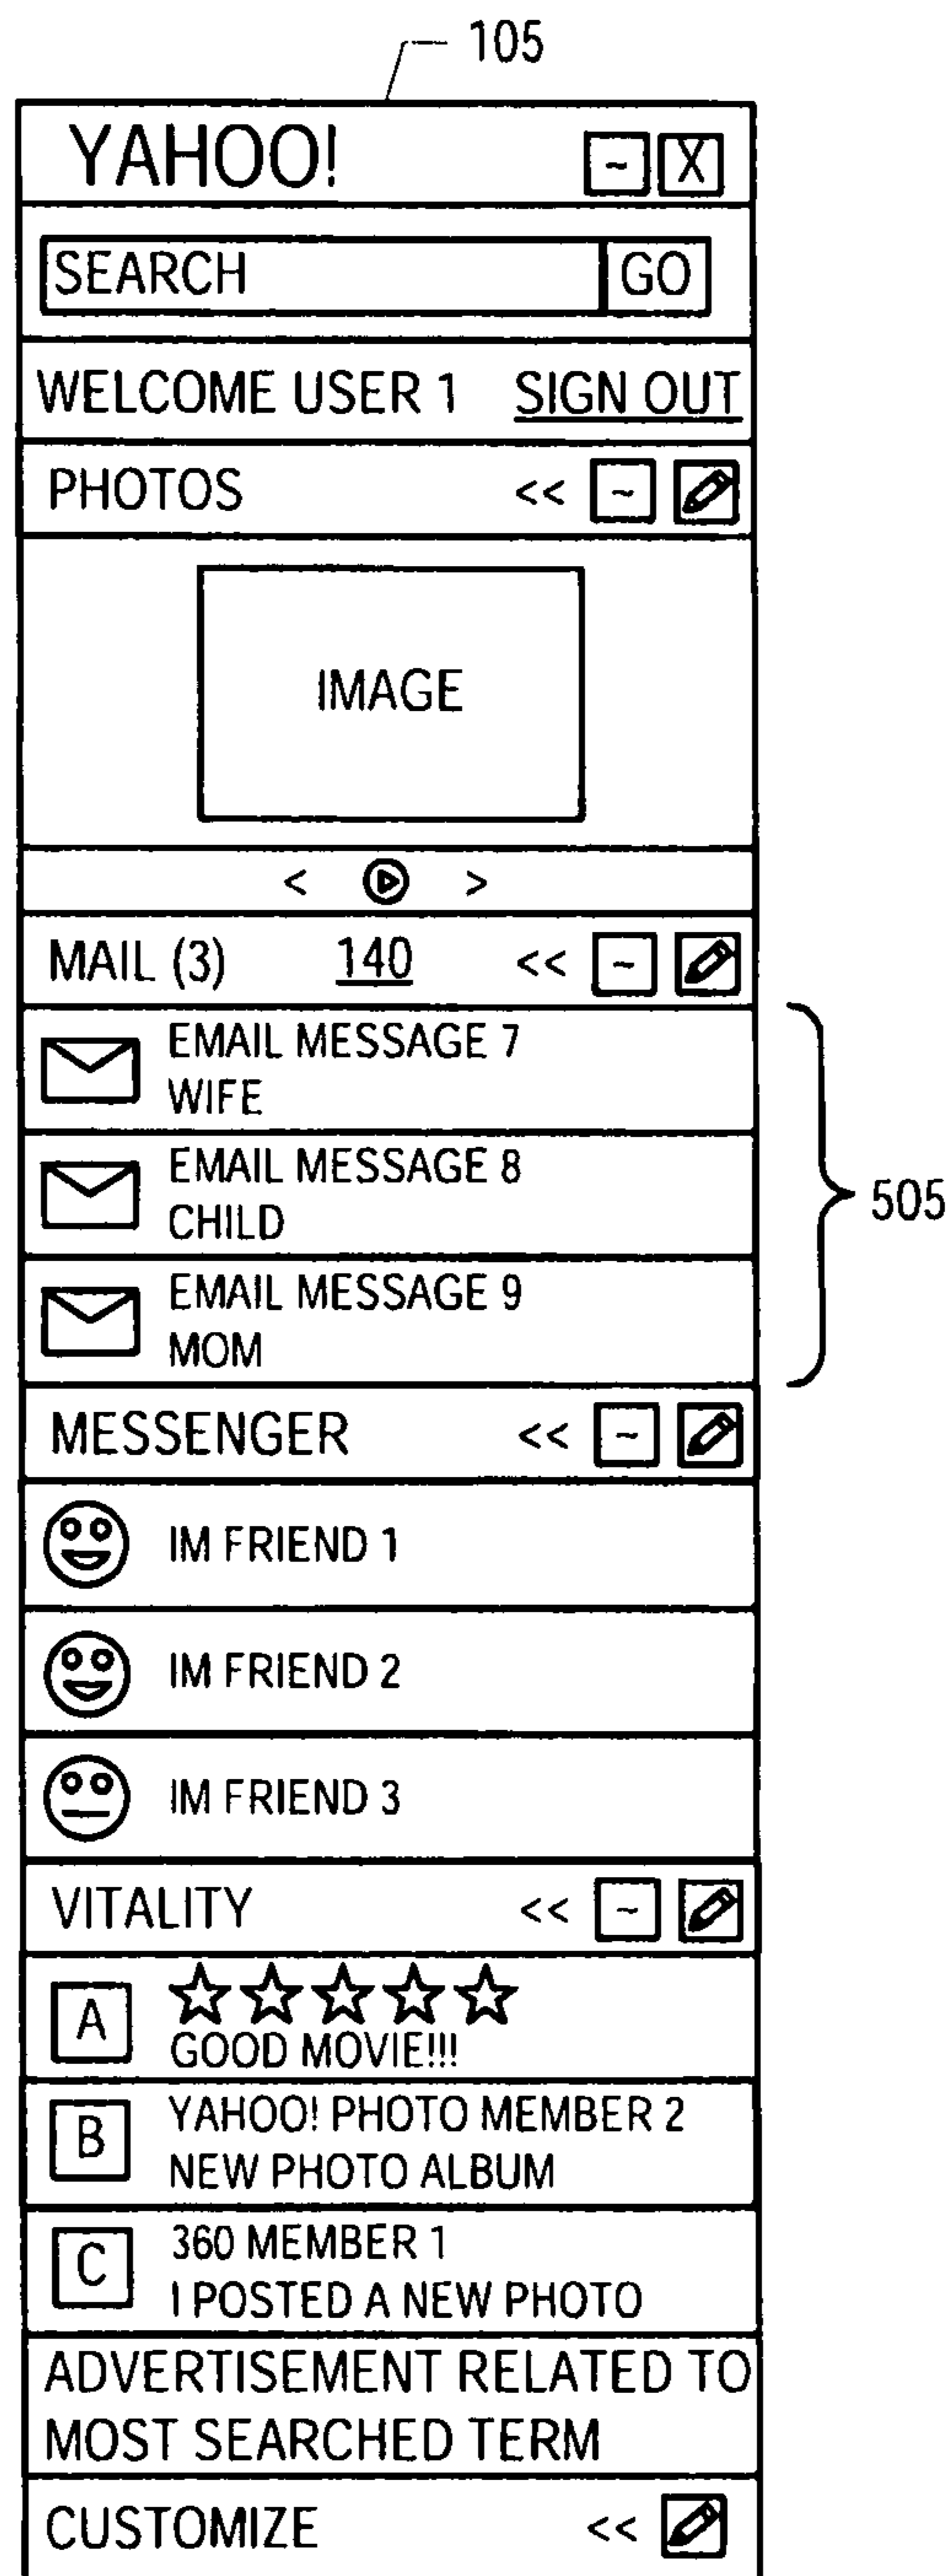 105
YAHOO! ~ X
SEARCH GO
WELCOME USER 1 SIGN OUT
PHOTOS << ~
IMAGE
< >
MAIL (3) 140 << ~
EMAIL MESSAGE 7
WIFE
EMAIL MESSAGE 8
CHILD
505
EMAIL MESSAGE 9
MOM
MESSENGER << ~
IM FRIEND 1
IM FRIEND 2
IM FRIEND 3
VITALITY << ~
A
GOOD MOVIE!!!
B YAHOO! PHOTO MEMBER 2
NEW PHOTO ALBUM
C 360 MEMBER 1
I POSTED A NEW PHOTO
ADVERTISEMENT RELATED TO
MOST SEARCHED TERM
CUSTOMIZE <<